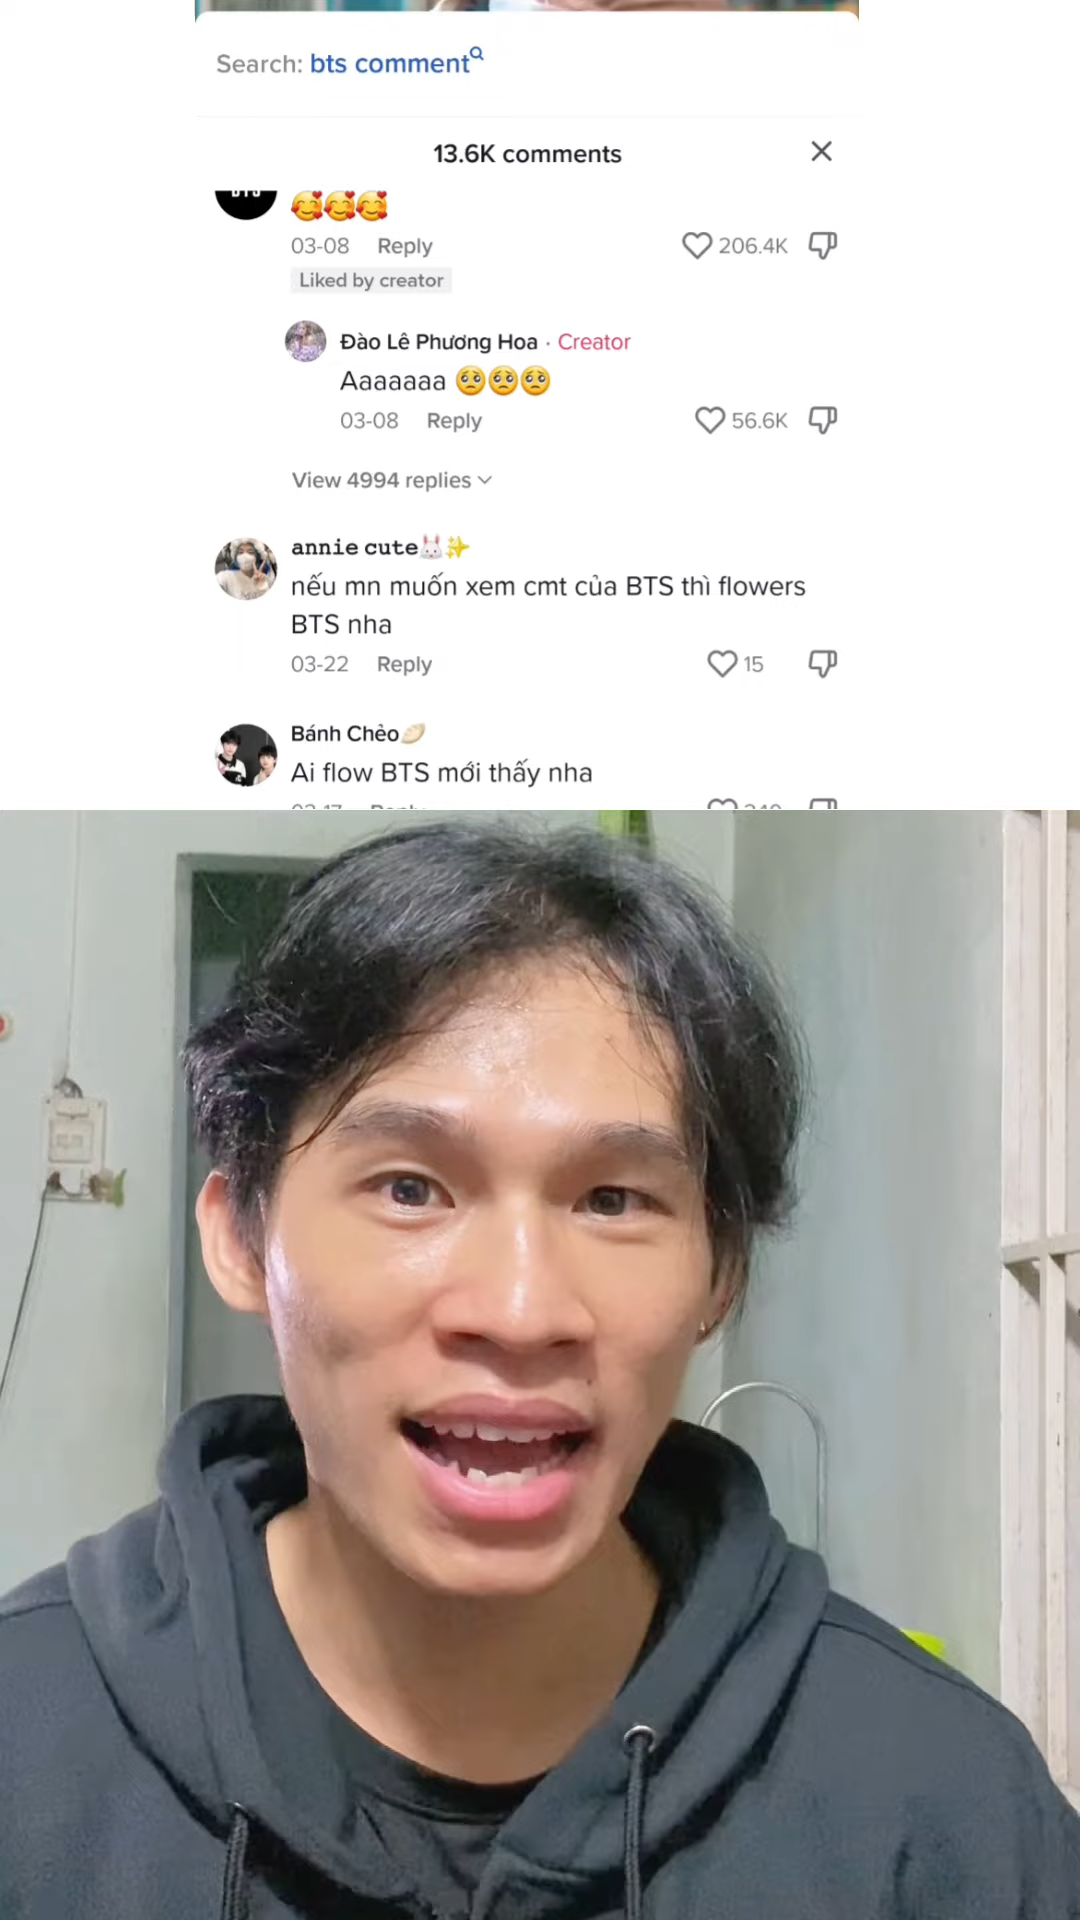 Search: bts comment
13.6K comments
BTS
🥰🥰🥰
03-08 Reply 206.4K
Liked by creator
Đào Lê Phương Hoa · Creator
Aaaaaaa 🥺🥺🥺
03-08 Reply 56.6K
View 4994 replies
annie cute🐰✨
nếu mn muốn xem cmt của BTS thì flowers
BTS nha
03-22 Reply 15
Bánh Chẻo🥟
Ai flow BTS mới thấy nha